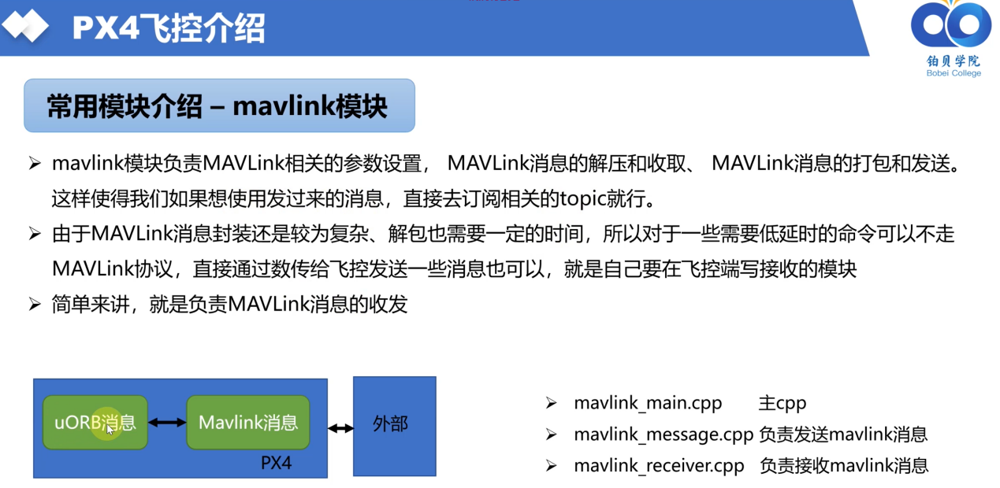 PX4飞控介绍
铂贝学院
Bobei College
常用模块介绍 – mavlink模块
➢ mavlink模块负责MAVLink相关的参数设置， MAVLink消息的解压和收取、 MAVLink消息的打包和发送。
这样使得我们如果想使用发过来的消息，直接去订阅相关的topic就行。
➢ 由于MAVLink消息封装还是较为复杂、解包也需要一定的时间，所以对于一些需要低延时的命令可以不走
MAVLink协议，直接通过数传给飞控发送一些消息也可以，就是自己要在飞控端写接收的模块
➢ 简单来讲，就是负责MAVLink消息的收发
uORB消息
Mavlink消息
PX4
外部
➢ mavlink_main.cpp 主cpp
➢ mavlink_message.cpp 负责发送mavlink消息
➢ mavlink_receiver.cpp 负责接收mavlink消息